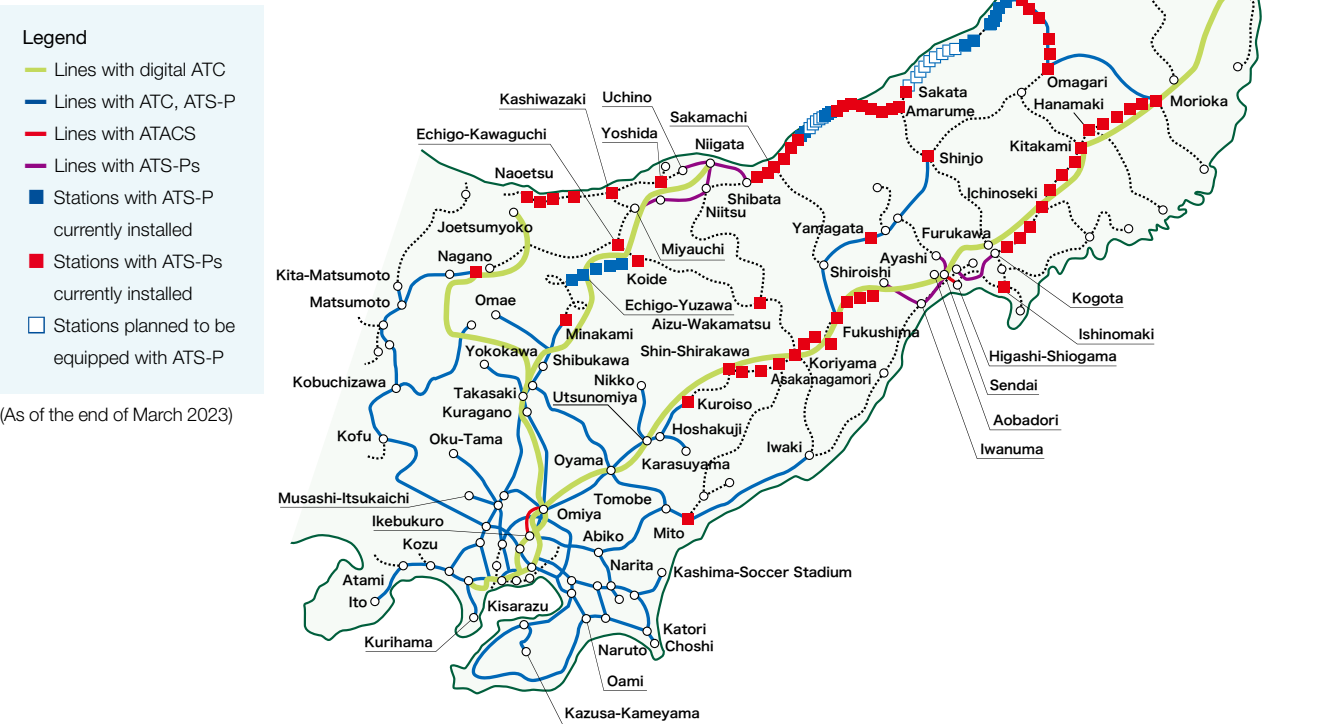 Legend
Lines with digital ATC
Lines with ATC, ATS-P
Lines with ATACS
Lines with ATS-Ps
Stations with ATS-P
currently installed
Stations with ATS-Ps
currently installed
Stations planned to be
equipped with ATS-P
(As of the end of March 2023)
Omagari
Sakata
Hanamaki
Morioka
Amarume
Kashiwazaki
Uchino
Sakamachi
Echigo-Kawaguchi
Yoshida
Niigata
Kitakami
Shinjo
Naoetsu
Shibata
Ichinoseki
Niitsu
Joetsumyoko
Yamagata
Furukawa
Miyauchi
Nagano
Ayashi
Kita-Matsumoto
Koide
Shiroishi
Matsumoto
Omae
Echigo-Yuzawa
Kogota
Aizu-Wakamatsu
Minakami
Fukushima
Ishinomaki
Yokokawa
Shibukawa
Shin-Shirakawa
Koriyama
Higashi-Shiogama
Kobuchizawa
Nikko
Asakanagamori
Sendai
Takasaki
Utsunomiya
Kuragano
Kuroiso
Aobadori
Kofu
Oku-Tama
Hoshakuji
Iwaki
Iwanuma
Oyama
Karasuyama
Musashi-Itsukaichi
Tomobe
Ikebukuro
Omiya
Mito
Kozu
Abiko
Narita
Kashima-Soccer Stadium
Atami
Ito
Kisarazu
Kurihama
Katori
Naruto
Choshi
Oami
Kazusa-Kameyama